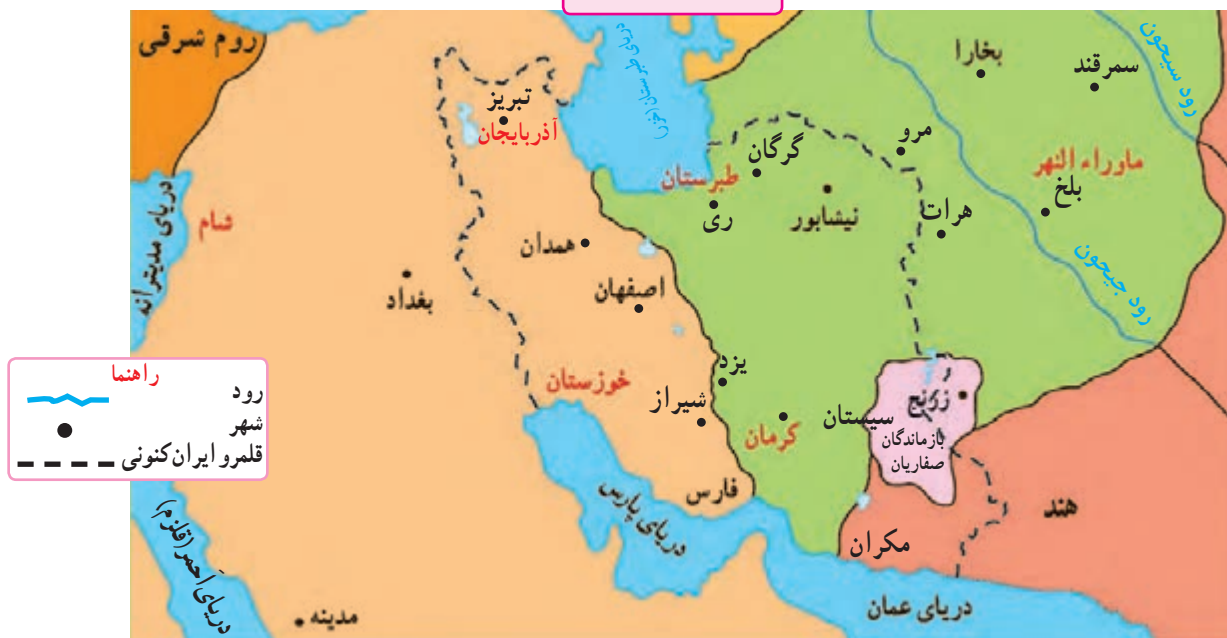 روم شرقی
دریای طبرستان (خزر)
بخارا
سمرقند
رود سیحون
تبریز
آذربایجان
مرو
گرگان
ماوراء النهر
طبرستان
بلخ
نیشابور
ری
هرات
دریای مدیترانه
شام
همدان
رود جیحون
بغداد
اصفهان
یزد
خوزستان
شیراز
کرمان
سیستان
زرنج
بازماندگان
صفاریان
فارس
دریای پارس
هند
مکران
دریای عمان
دریای احمر (قلزم)
مدینه
راهنما
رود
شهر
قلمرو ایران کنونی